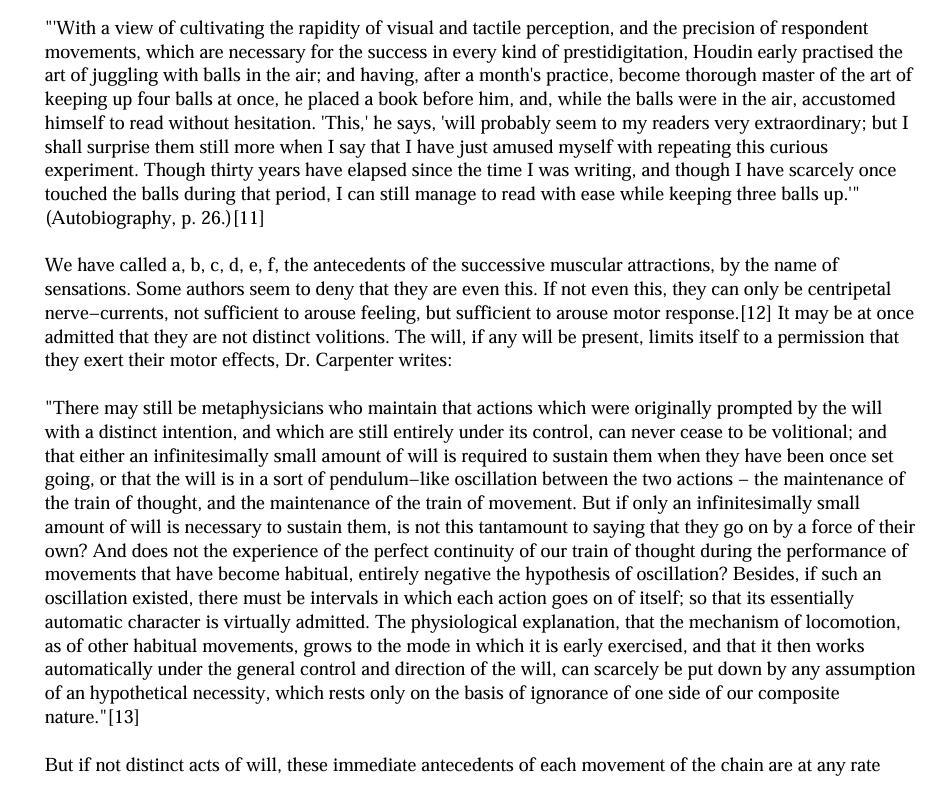 "'With a view of cultivating the rapidity of visual and tactile perception, and the precision of respondent
movements, which are necessary for the success in every kind of prestidigitation, Houdin early practised the
art of juggling with balls in the air; and having, after a month's practice, become thorough master of the art of
keeping up four balls at once, he placed a book before him, and, while the balls were in the air, accustomed
himself to read without hesitation. 'This,' he says, 'will probably seem to my readers very extraordinary; but I
shall surprise them still more when I say that I have just amused myself with repeating this curious
experiment. Though thirty years have elapsed since the time I was writing, and though I have scarcely once
touched the balls during that period, I can still manage to read with ease while keeping three balls up.'"
(Autobiography, p. 26.)[11]
We have called a, b, c, d, e, f, the antecedents of the successive muscular attractions, by the name of
sensations. Some authors seem to deny that they are even this. If not even this, they can only be centripetal
nerve−currents, not sufficient to arouse feeling, but sufficient to arouse motor response.[12] It may be at once
admitted that they are not distinct volitions. The will, if any will be present, limits itself to a permission that
they exert their motor effects, Dr. Carpenter writes:
"There may still be metaphysicians who maintain that actions which were originally prompted by the will
with a distinct intention, and which are still entirely under its control, can never cease to be volitional; and
that either an infinitesimally small amount of will is required to sustain them when they have been once set
going, or that the will is in a sort of pendulum−like oscillation between the two actions − the maintenance of
the train of thought, and the maintenance of the train of movement. But if only an infinitesimally small
amount of will is necessary to sustain them, is not this tantamount to saying that they go on by a force of their
own? And does not the experience of the perfect continuity of our train of thought during the performance of
movements that have become habitual, entirely negative the hypothesis of oscillation? Besides, if such an
oscillation existed, there must be intervals in which each action goes on of itself; so that its essentially
automatic character is virtually admitted. The physiological explanation, that the mechanism of locomotion,
as of other habitual movements, grows to the mode in which it is early exercised, and that it then works
automatically under the general control and direction of the will, can scarcely be put down by any assumption
of an hypothetical necessity, which rests only on the basis of ignorance of one side of our composite
nature."[13]
But if not distinct acts of will, these immediate antecedents of each movement of the chain are at any rate